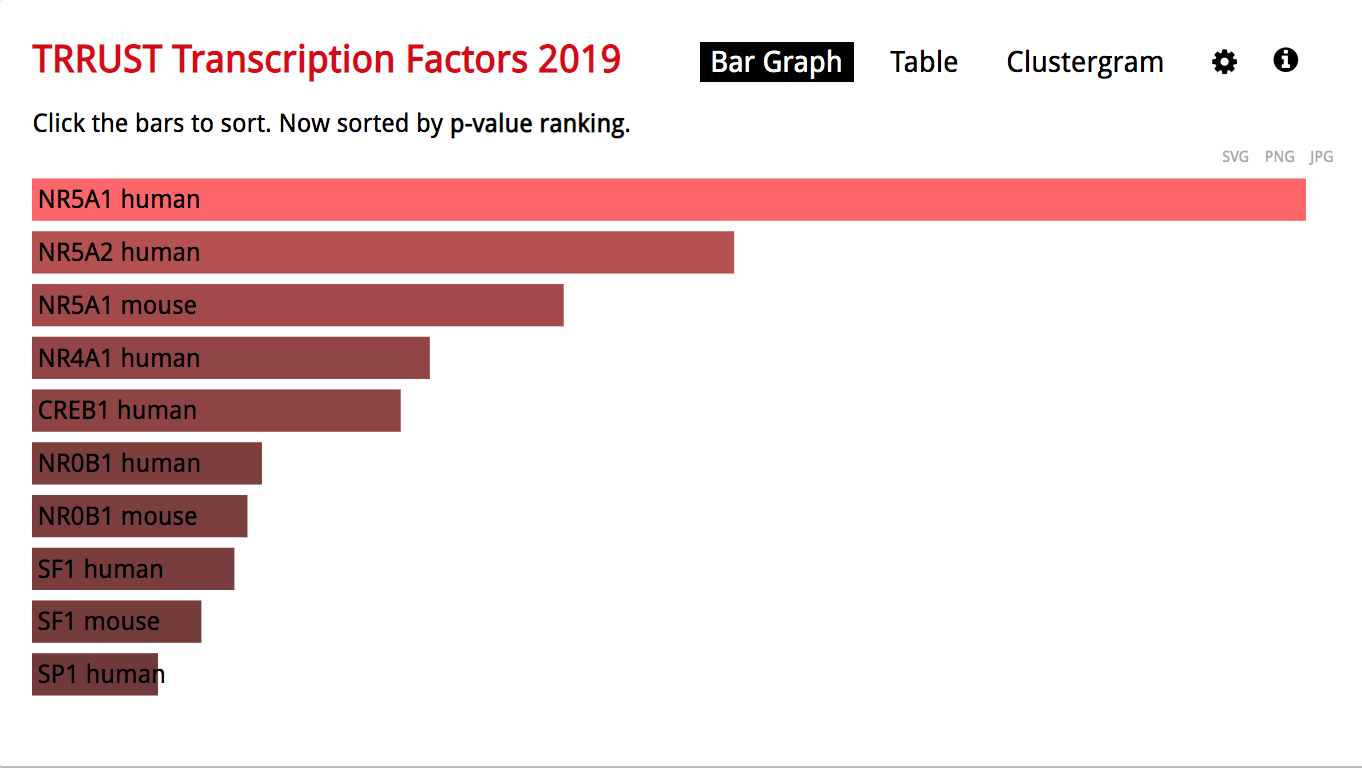 TRRUST Transcription Factors 2019
Bar Graph Table Clustergram
Click the bars to sort. Now sorted by p-value ranking.
SVG PNG JPG
NR5A1 human
NR5A2 human
NR5A1 mouse
NR4A1 human
CREB1 human
NR0B1 human
NR0B1 mouse
SF1 human
SF1 mouse
SP1 human